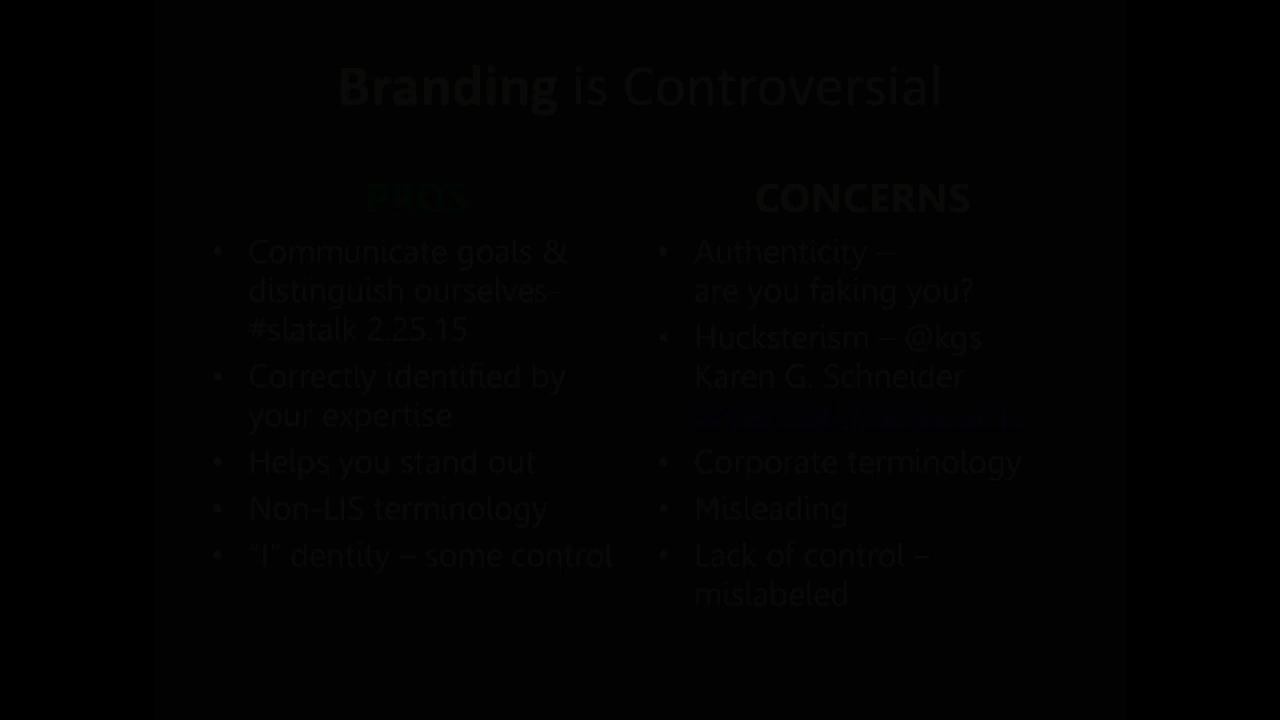 Branding is Controversial
PROS
• Communicate goals &
distinguish ourselves-
#slatalk 2.25.15
• Correctly identified by
your expertise
• Helps you stand out
• Non-LIS terminology
• "I" dentity – some control
CONCERNS
• Authenticity –
are you faking you?
• Hucksterism – @kgs
Karen G. Schneider
• Corporate terminology
• Misleading
• Lack of control –
mislabeled